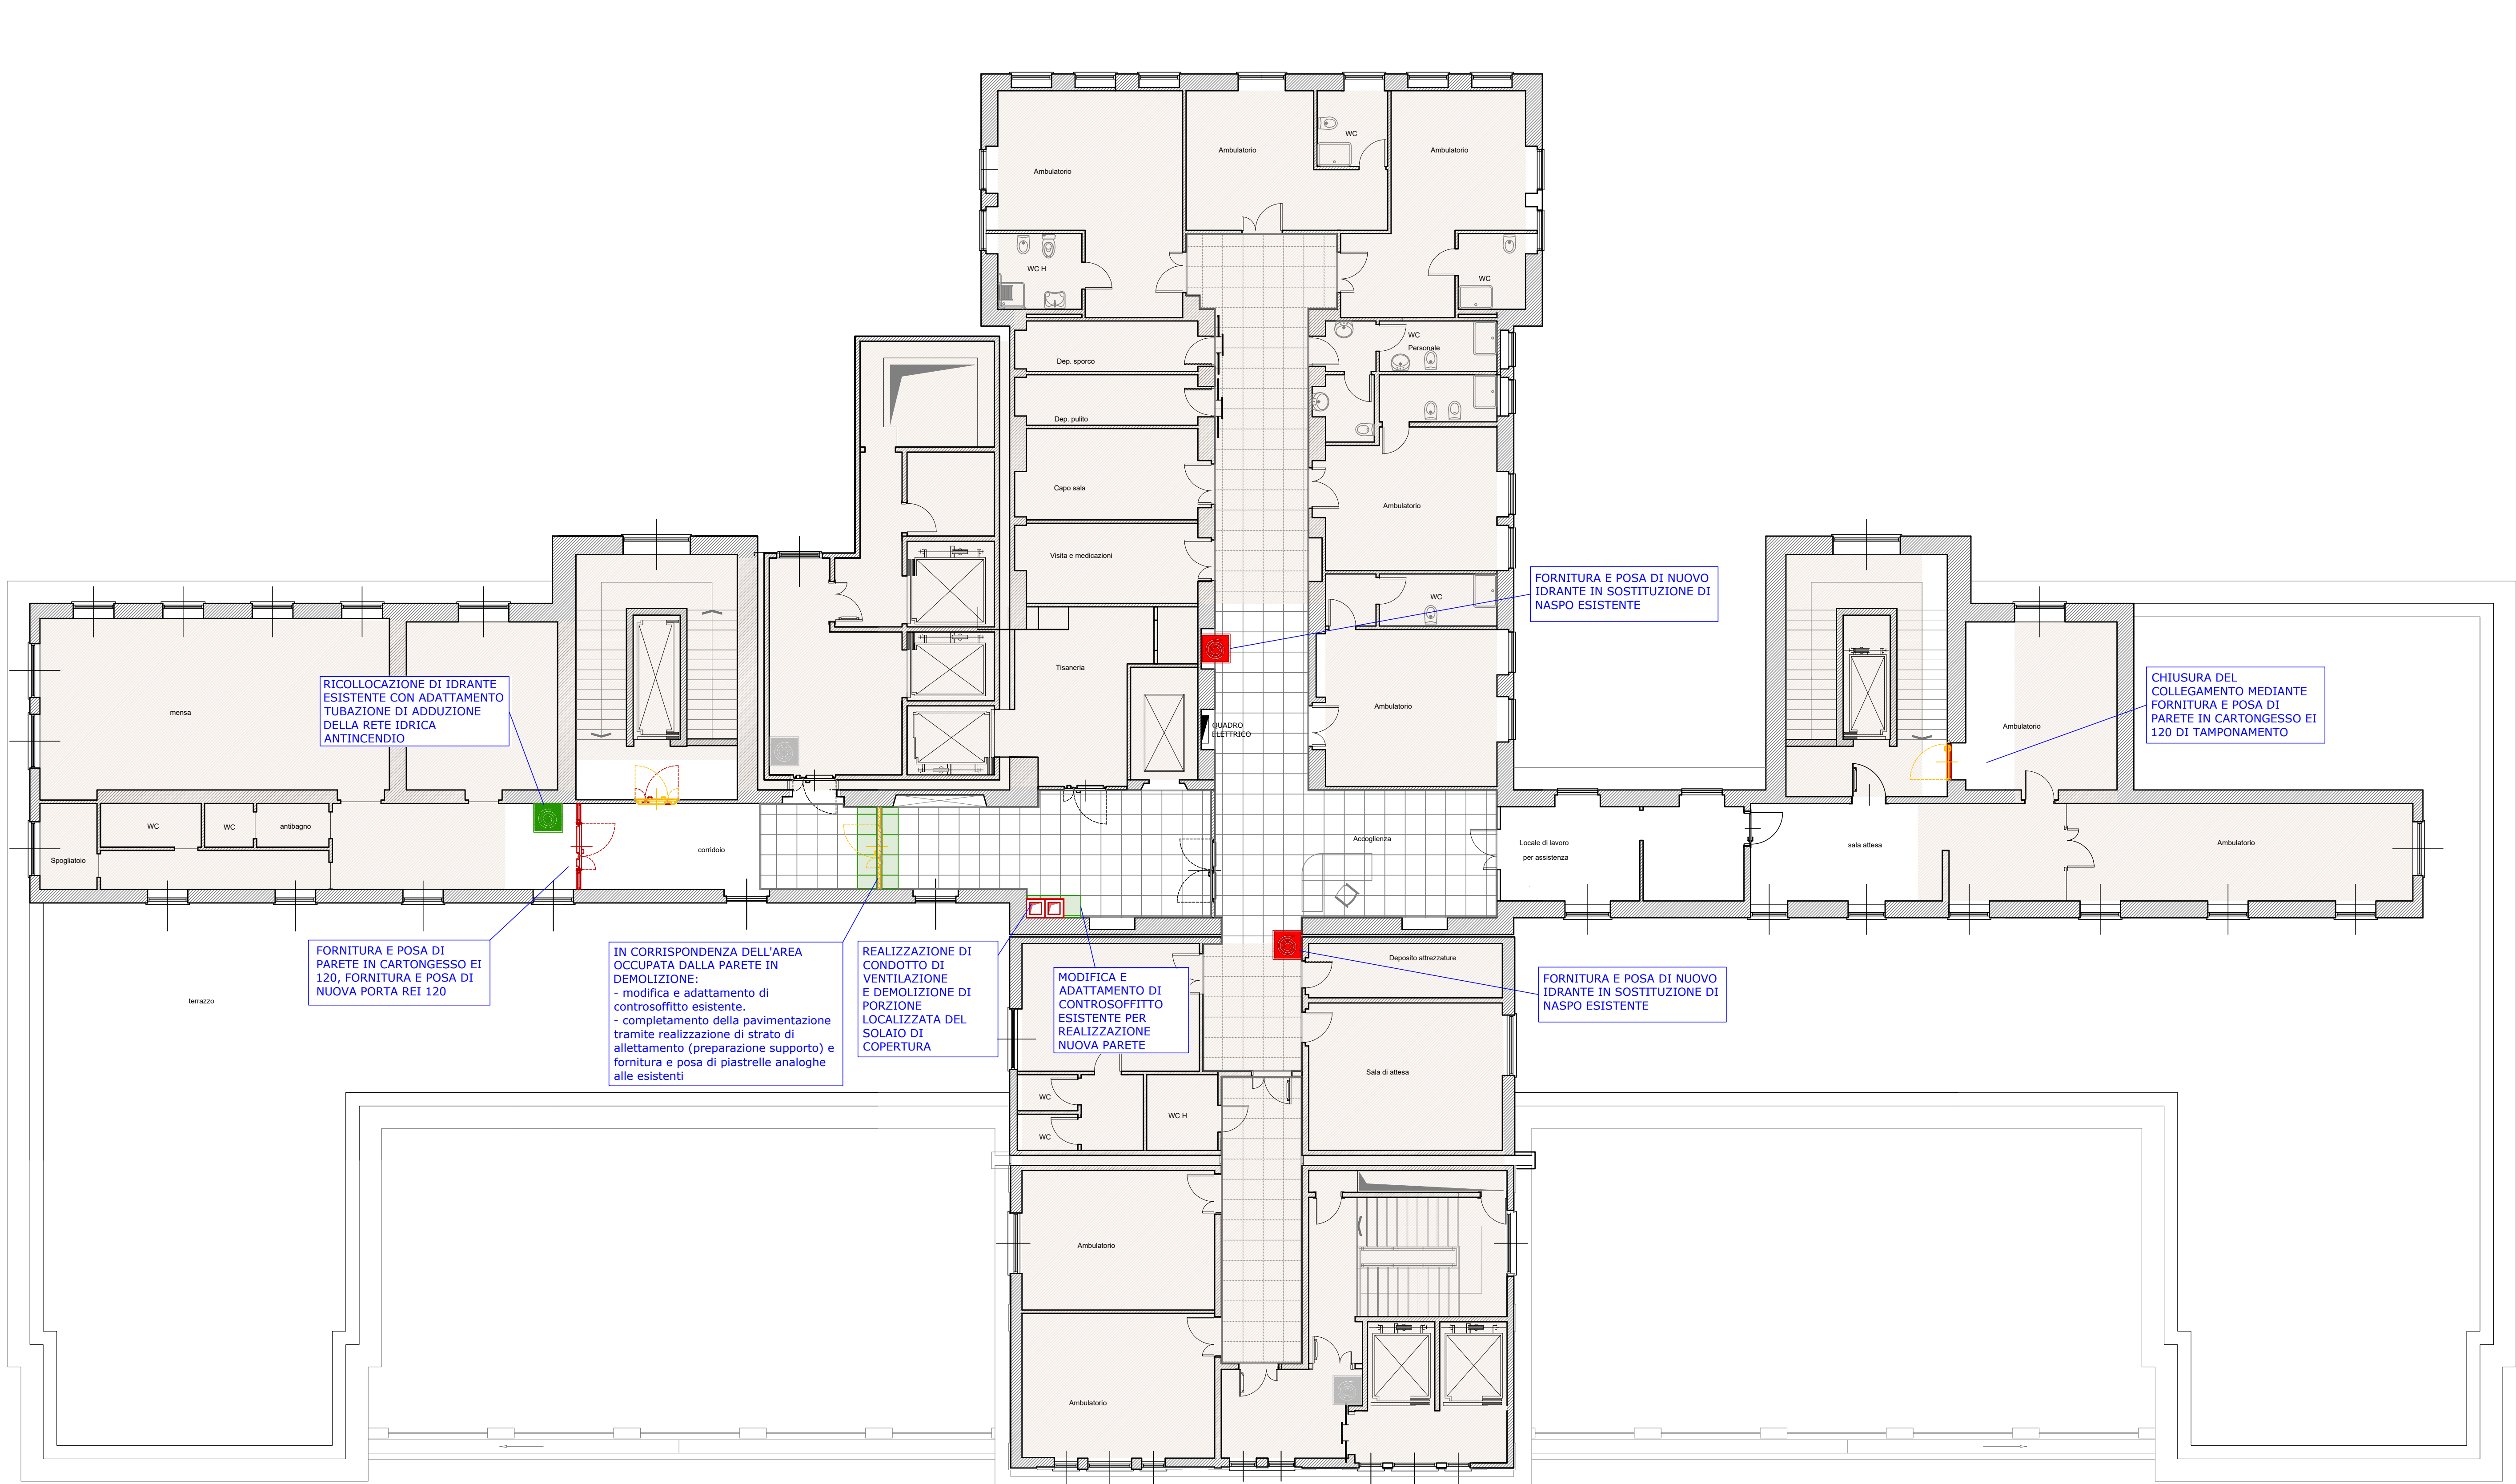 Ambulatorio
Ambulatorio
WC
Ambulatorio
WC H
WC
WC
Personale
Dep. sporco
Dep. pulito
Capo sala
Ambulatorio
Visita e medicazioni
WC
FORNITURA E POSA DI NUOVO
IDRANTE IN SOSTITUZIONE DI
NASPO ESISTENTE
Tisaneria
RICOLLOCAZIONE DI IDRANTE
ESISTENTE CON ADATTAMENTO
TUBAZIONE DI ADDUZIONE
DELLA RETE IDRICA
ANTINCENDIO
mensa
Ambulatorio
QUADRO
ELETTRICO
Ambulatorio
CHIUSURA DEL
COLLEGAMENTO MEDIANTE
FORNITURA E POSA DI
PARETE IN CARTONGESSO EI
120 DI TAMPONAMENTO
WC
WC
antibagno
Spogliatoio
corridoio
Accoglienza
Locale di lavoro
per assistenza
sala attesa
Ambulatorio
FORNITURA E POSA DI
PARETE IN CARTONGESSO EI
120, FORNITURA E POSA DI
NUOVA PORTA REI 120
IN CORRISPONDENZA DELL'AREA
OCCUPATA DALLA PARETE IN
DEMOLIZIONE:
- modifica e adattamento di
controsoffitto esistente.
- completamento della pavimentazione
tramite realizzazione di strato di
allettamento (preparazione supporto) e
fornitura e posa di piastrelle analoghe
alle esistenti
REALIZZAZIONE DI
CONDOTTO DI
VENTILAZIONE
E DEMOLIZIONE DI
PORZIONE
LOCALIZZATA DEL
SOLAIO DI
COPERTURA
MODIFICA E
ADATTAMENTO DI
CONTROSOFFITTO
ESISTENTE PER
REALIZZAZIONE
NUOVA PARETE
Deposito attrezzature
FORNITURA E POSA DI NUOVO
IDRANTE IN SOSTITUZIONE DI
NASPO ESISTENTE
terrazzo
Sala di attesa
WC
WC H
WC
Ambulatorio
Ambulatorio